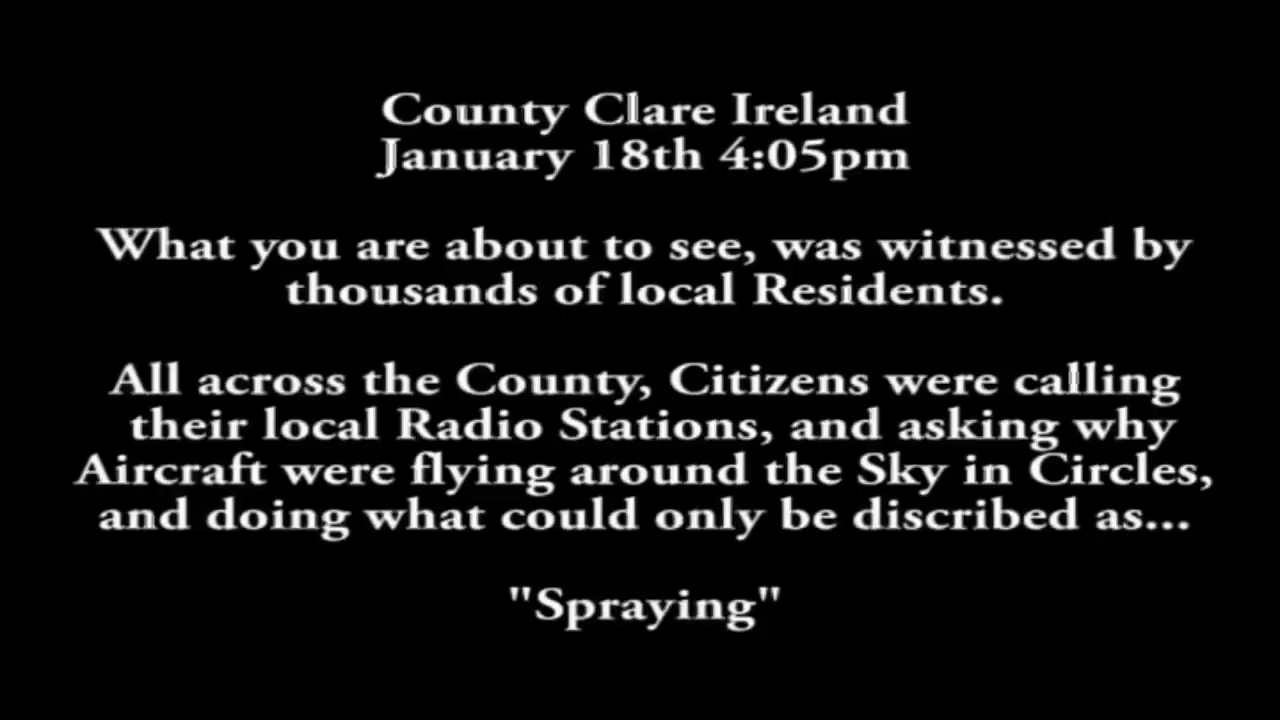 County Clare Ireland
January 18th 4:05pm
What you are about to see, was witnessed by
thousands of local Residents.
All across the County, Citizens were calling
their local Radio Stations, and asking why
Aircraft were flying around the Sky in Circles,
and doing what could only be discribed as...
"Spraying"